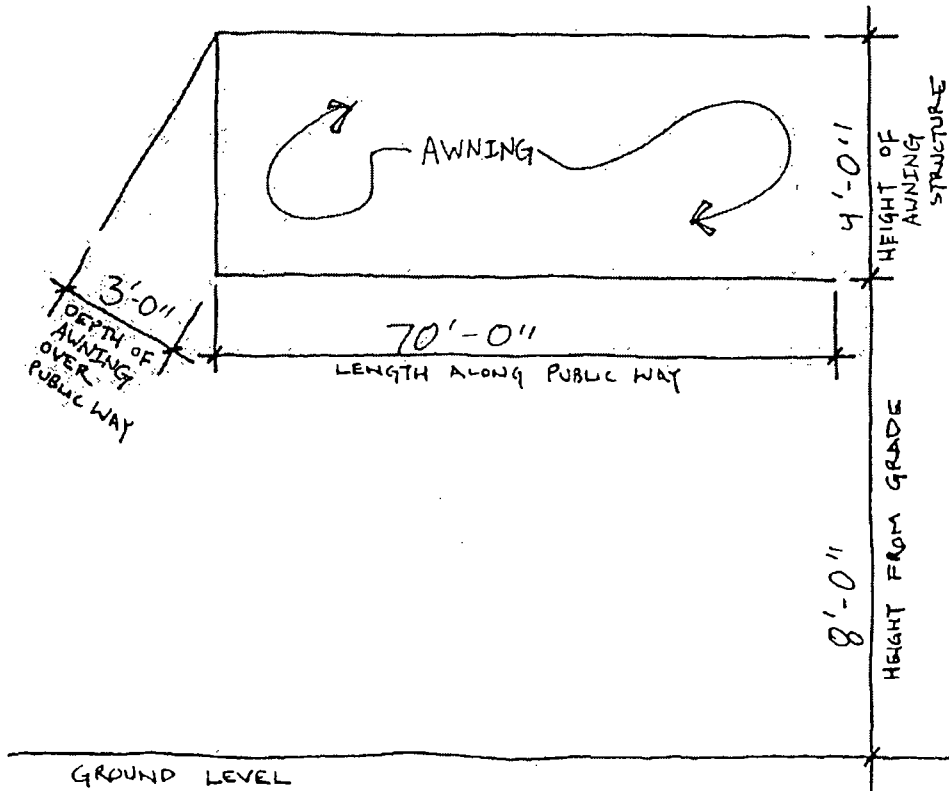 AWNING
4'-0"
HEIGHT OF
AWNING
STRUCTURE
3'-0"
DEPTH OF
AWNING
OVER
PUBLIC WAY
70'-0"
LENGTH ALONG PUBLIC WAY
8'-0"
HEIGHT FROM GRADE
GROUND LEVEL